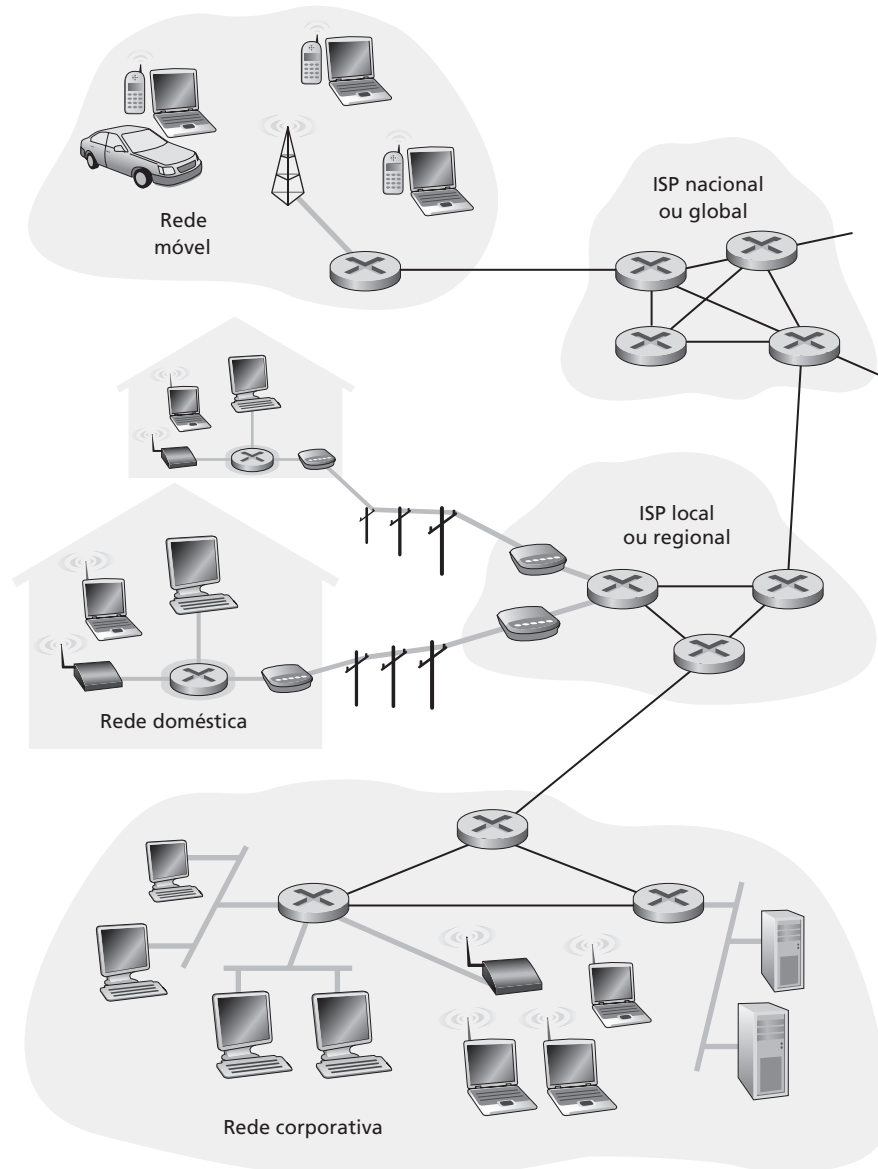 Rede
móvel
ISP nacional
ou global
ISP local
ou regional
Rede doméstica
Rede corporativa